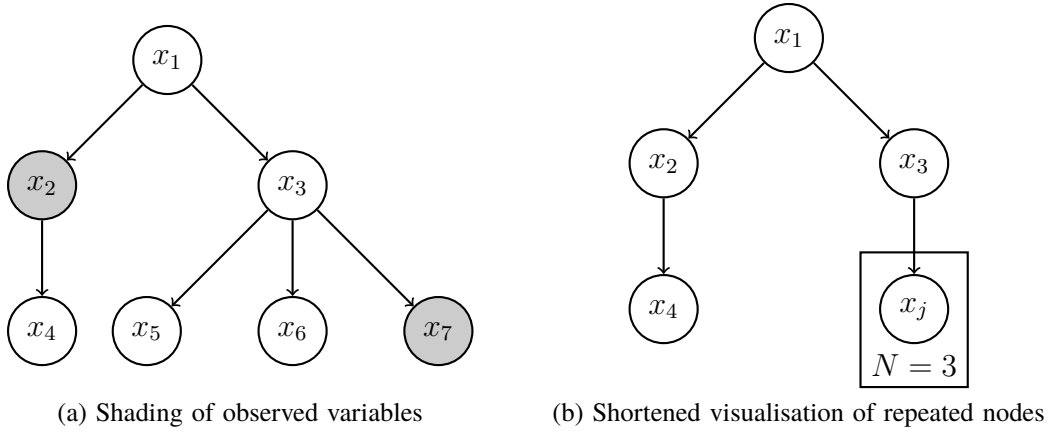 x₁
x₂ x₃
x₄ x₅ x₆ x₇
(a) Shading of observed variables
x₁
x₂ x₃
x₄ xⱼ
N = 3
(b) Shortened visualisation of repeated nodes